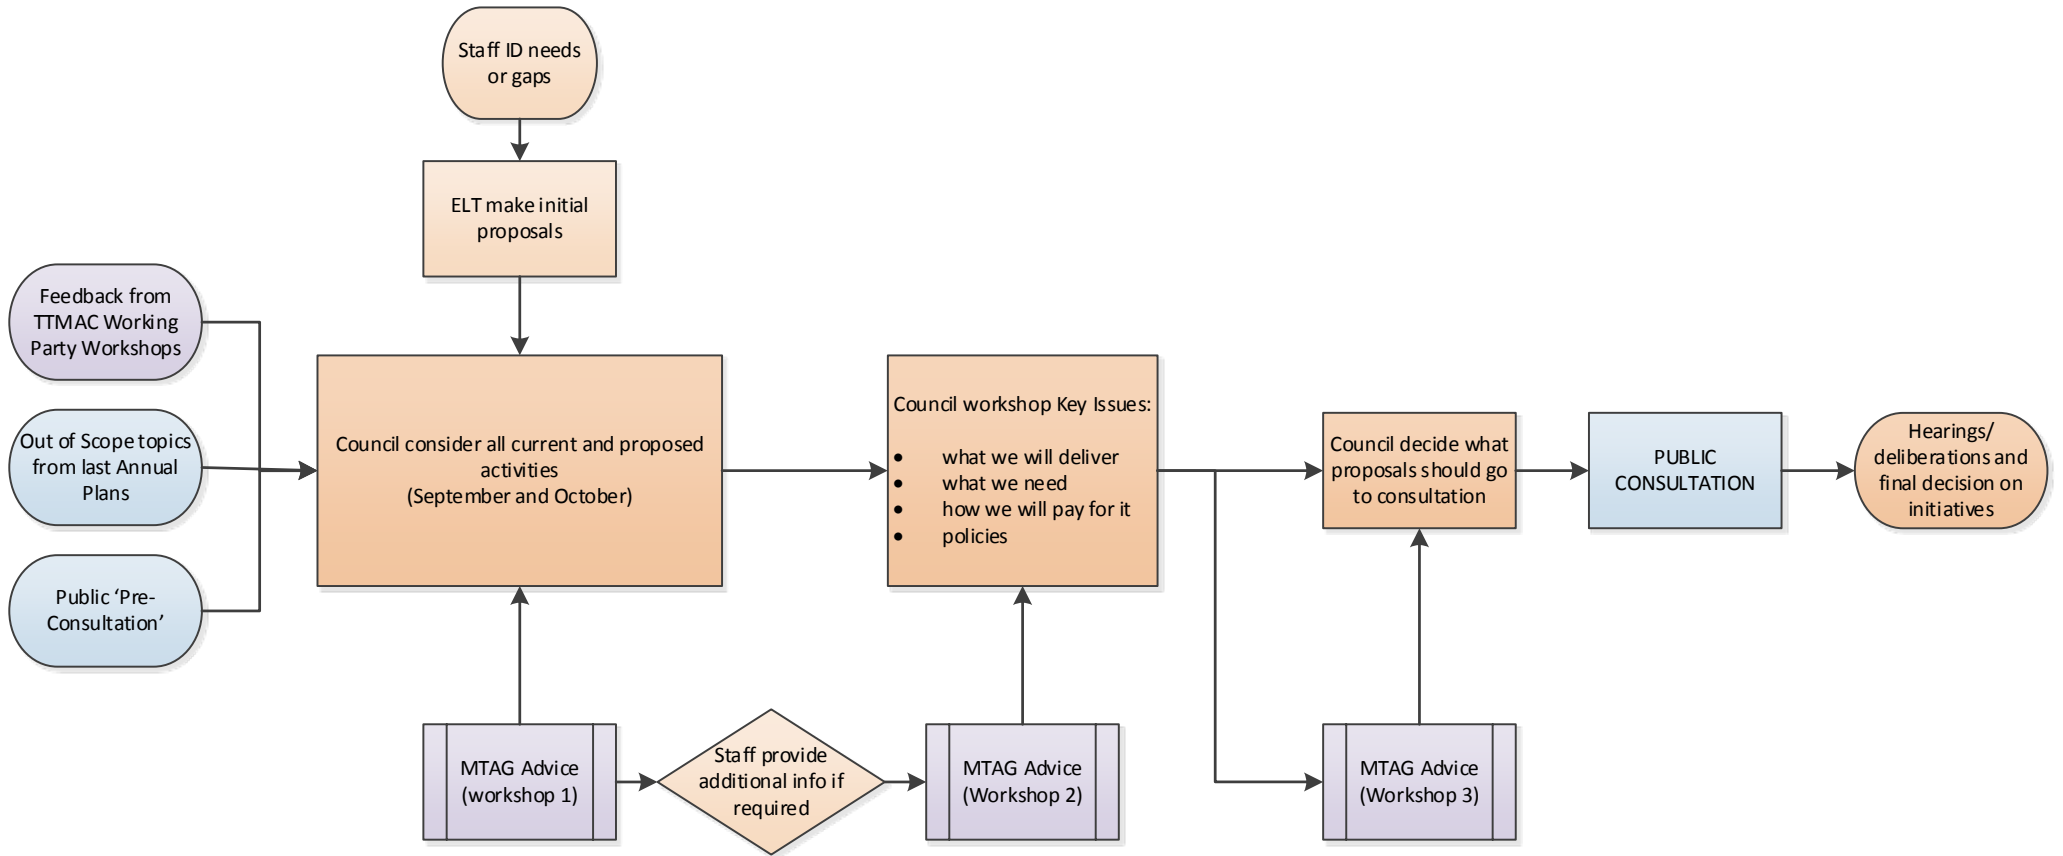 Staff ID needs
or gaps
ELT make initial
proposals
Feedback from
TTMAC Working
Party Workshops
Out of Scope topics
from last Annual
Plans
Public ‘Pre-
Consultation’
Council consider all current and proposed
activities
(September and October)
Council workshop Key Issues:
• what we will deliver
• what we need
• how we will pay for it
• policies
Council decide what
proposals should go
to consultation
PUBLIC
CONSULTATION
Hearings/
deliberations and
final decision on
initiatives
MTAG Advice
(workshop 1)
Staff provide
additional info if
required
MTAG Advice
(Workshop 2)
MTAG Advice
(Workshop 3)